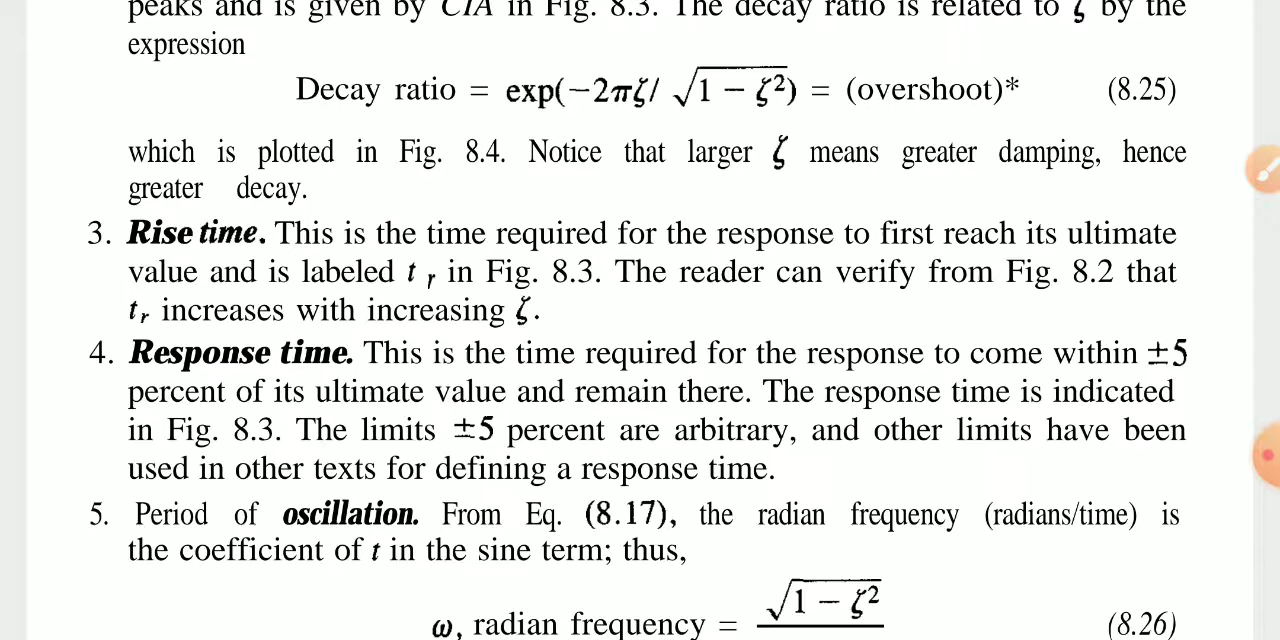 peaks and is given by CIA in Fig. 8.3. The decay ratio is related to ζ by the
expression
Decay ratio = exp(−2πζ/ √1 − ζ²) = (overshoot)* (8.25)
which is plotted in Fig. 8.4. Notice that larger ζ means greater damping, hence
greater decay.
3. Rise time. This is the time required for the response to first reach its ultimate
value and is labeled t r in Fig. 8.3. The reader can verify from Fig. 8.2 that
tr increases with increasing ζ.
4. Response time. This is the time required for the response to come within ±5
percent of its ultimate value and remain there. The response time is indicated
in Fig. 8.3. The limits ±5 percent are arbitrary, and other limits have been
used in other texts for defining a response time.
5. Period of oscillation. From Eq. (8.17), the radian frequency (radians/time) is
the coefficient of t in the sine term; thus,
ω, radian frequency = √1 − ζ² (8.26)